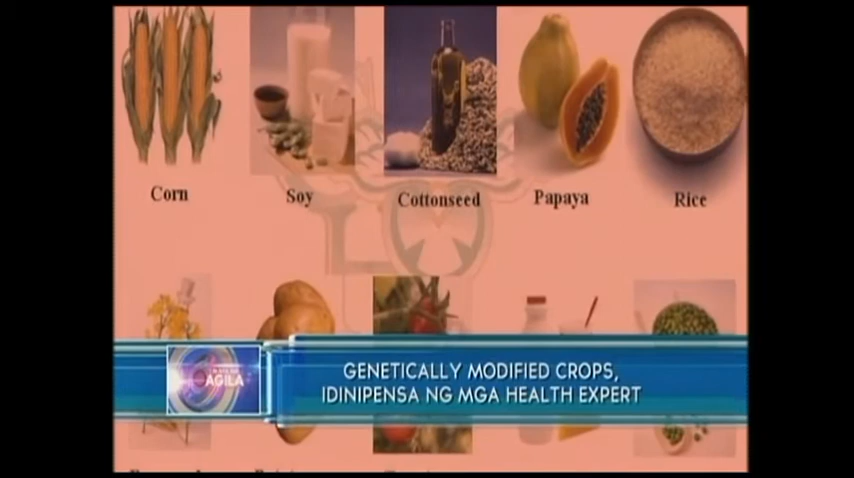 Corn
Soy
Cottonseed
Papaya
Rice
AGILA
GENETICALLY MODIFIED CROPS,
IDINIPENSA NG MGA HEALTH EXPERT